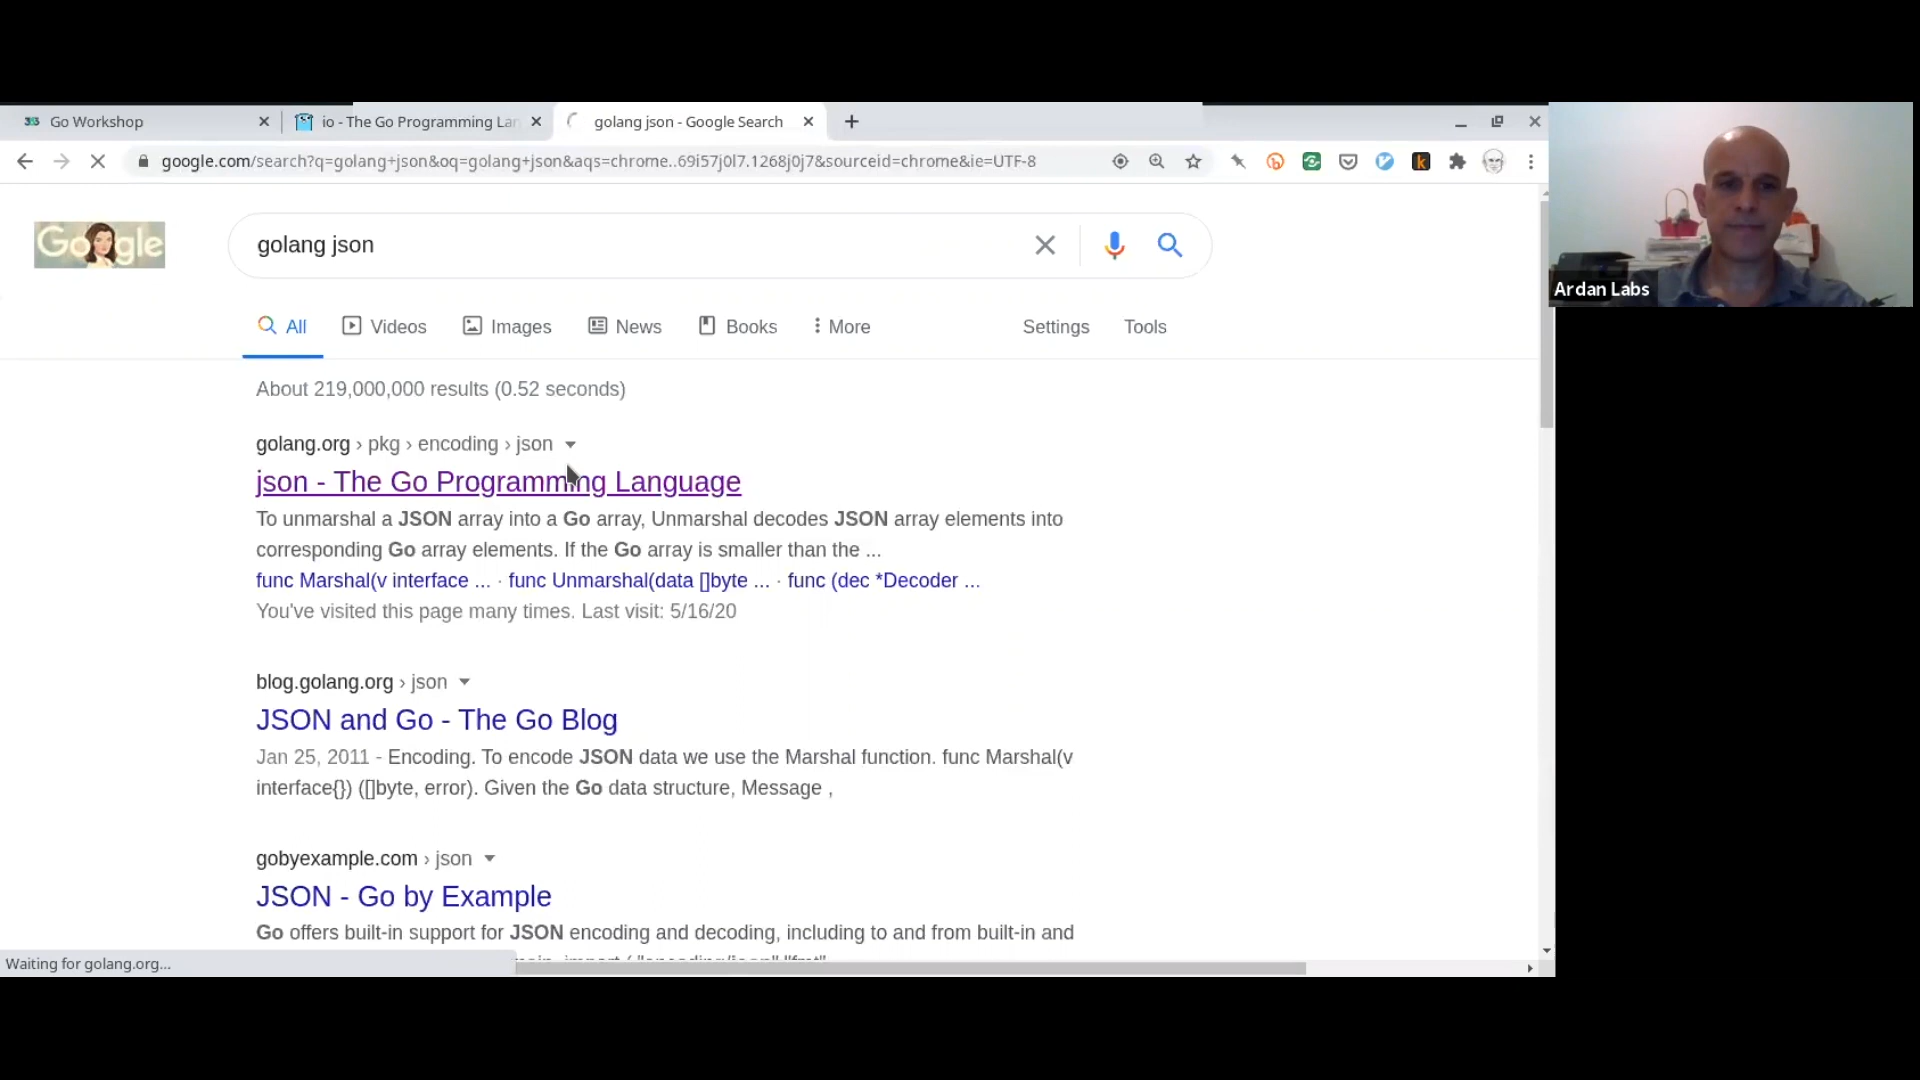 Go Workshop
io - The Go Programming Lan
golang json - Google Search
google.com/search?q=golang+json&oq=golang+json&aqs=chrome..69i57j0l7.1268j0j7&sourceid=chrome&ie=UTF-8
Google
golang json
All
Videos
Images
News
Books
More
Settings
Tools
About 219,000,000 results (0.52 seconds)
golang.org › pkg › encoding › json
json - The Go Programming Language
To unmarshal a JSON array into a Go array, Unmarshal decodes JSON array elements into
corresponding Go array elements. If the Go array is smaller than the ...
func Marshal(v interface ... · func Unmarshal(data []byte ... · func (dec *Decoder ...
You've visited this page many times. Last visit: 5/16/20
blog.golang.org › json
JSON and Go - The Go Blog
Jan 25, 2011 - Encoding. To encode JSON data we use the Marshal function. func Marshal(v
interface{}) ([]byte, error). Given the Go data structure, Message ,
gobyexample.com › json
JSON - Go by Example
Go offers built-in support for JSON encoding and decoding, including to and from built-in and
Waiting for golang.org...
Ardan Labs